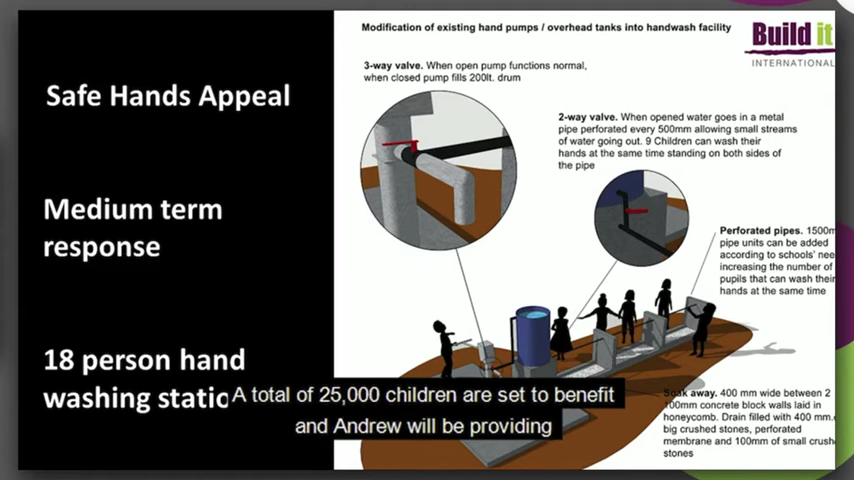 Safe Hands Appeal
Medium term
response
18 person hand
washing
Modification of existing hand pumps / overhead tanks into handwash facility
Build it
INTERNATIONAL
3-way valve. When open pump functions normal,
when closed pump fills 200lt. drum
2-way valve. When opened water goes in a metal
pipe perforated every 500mm allowing small streams
of water going out. 9 Children can wash their
hands at the same time standing on both sides of
the pipe
Perforated pipes. 1500m
pipe units can be added
according to schools' nee
increasing the number of
pupils that can wash their
hands at the same time
Soak away. 400 mm wide between 2
100mm concrete block walls laid in
honeycomb. Drain filled with 400 mm.
big crushed stones, perforated
membrane and 100mm of small crush
stones
A total of 25,000 children are set to benefit
and Andrew will be providing